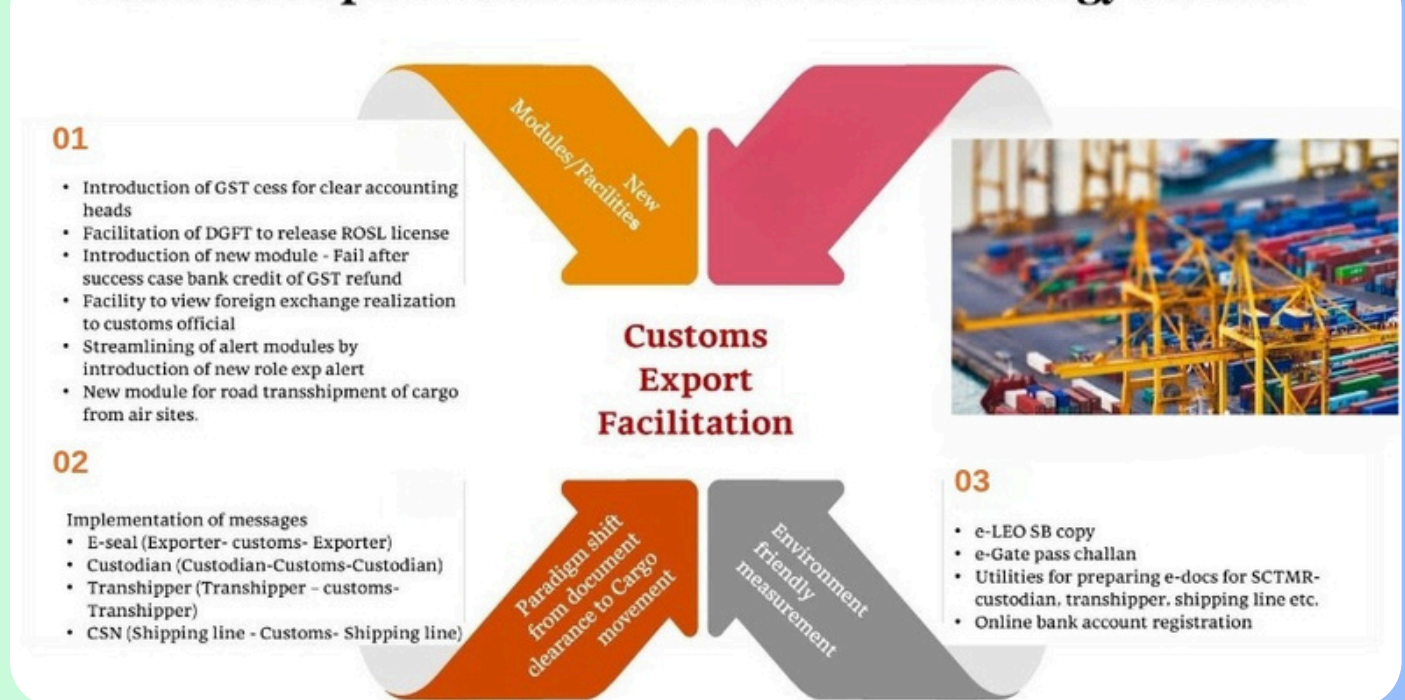 New
Modules/Facilities
01
• Introduction of GST cess for clear accounting
heads
• Facilitation of DGFT to release ROSL license
• Introduction of new module - Fail after
success case bank credit of GST refund
• Facility to view foreign exchange realization
to customs official
• Streamlining of alert modules by
introduction of new role exp alert
• New module for road transshipment of cargo
from air sites.
Customs
Export
Facilitation
02
Implementation of messages
• E-seal (Exporter- customs- Exporter)
• Custodian (Custodian-Customs-Custodian)
• Transhipper (Transhipper – customs-
Transhipper)
• CSN (Shipping line - Customs- Shipping line)
Paradigm shift
from document
clearance to Cargo
movement
Environment
friendly
measurement
03
• e-LEO SB copy
• e-Gate pass challan
• Utilities for preparing e-docs for SCTMR-
custodian, transhipper, shipping line etc.
• Online bank account registration